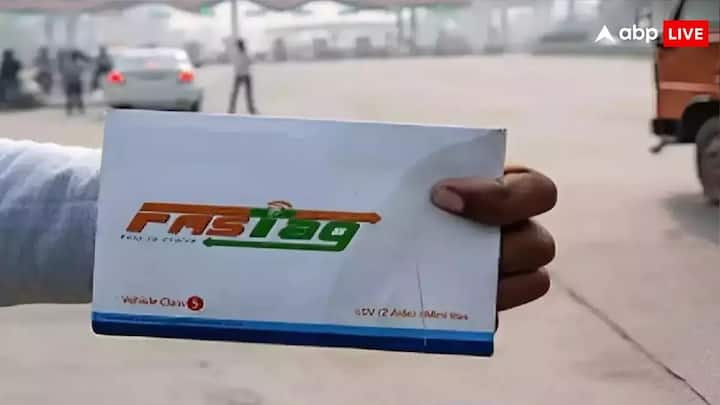 abp LIVE
FASTag
Vehicle Class 5
LCV (2 Axle) / Mini Bus